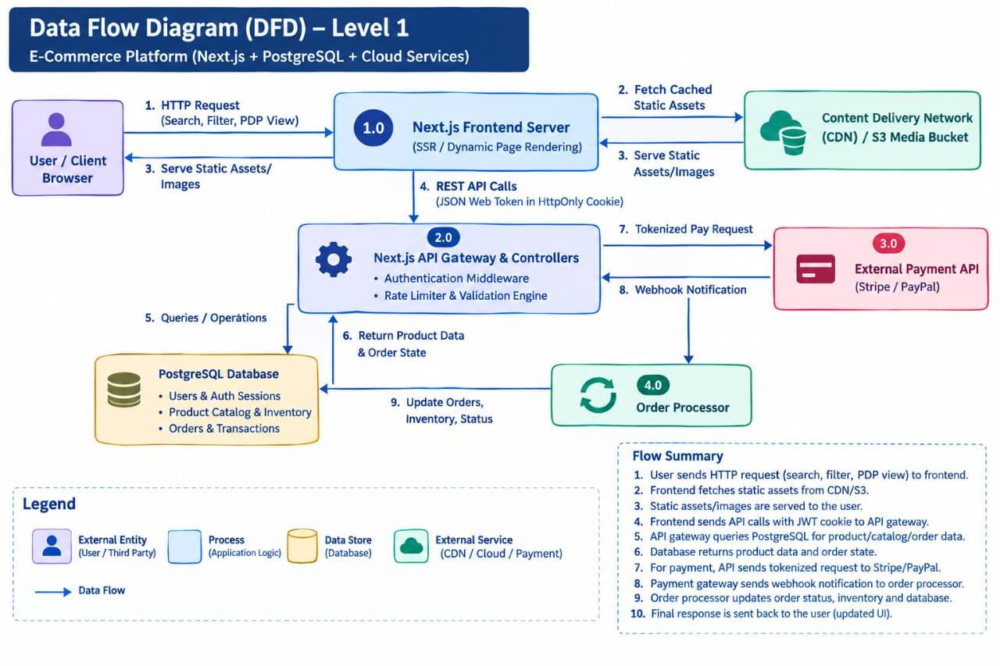 Data Flow Diagram (DFD) – Level 1
E-Commerce Platform (Next.js + PostgreSQL + Cloud Services)
User / Client
Browser
1. HTTP Request
(Search, Filter, PDP View)
3. Serve Static Assets/
Images
1.0
Next.js Frontend Server
(SSR / Dynamic Page Rendering)
2. Fetch Cached
Static Assets
3. Serve Static
Assets/Images
Content Delivery Network
(CDN) / S3 Media Bucket
4. REST API Calls
(JSON Web Token in HttpOnly Cookie)
2.0
Next.js API Gateway & Controllers
• Authentication Middleware
• Rate Limiter & Validation Engine
7. Tokenized Pay Request
8. Webhook Notification
3.0
External Payment API
(Stripe / PayPal)
5. Queries / Operations
6. Return Product Data
& Order State
PostgreSQL Database
• Users & Auth Sessions
• Product Catalog & Inventory
• Orders & Transactions
9. Update Orders,
Inventory, Status
4.0
Order Processor
Legend
External Entity
(User / Third Party)
Process
(Application Logic)
Data Store
(Database)
External Service
(CDN / Cloud / Payment)
Data Flow
Flow Summary
1. User sends HTTP request (search, filter, PDP view) to frontend.
2. Frontend fetches static assets from CDN/S3.
3. Static assets/images are served to the user.
4. Frontend sends API calls with JWT cookie to API gateway.
5. API gateway queries PostgreSQL for product/catalog/order data.
6. Database returns product data and order state.
7. For payment, API sends tokenized request to Stripe/PayPal.
8. Payment gateway sends webhook notification to order processor.
9. Order processor updates order status, inventory and database.
10. Final response is sent back to the user (updated UI).